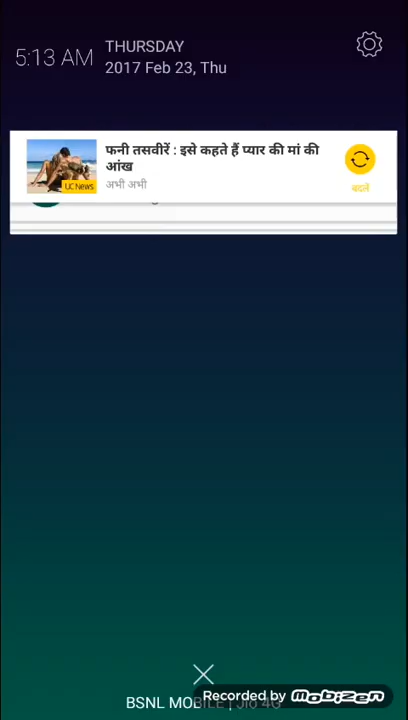 5:13 AM
THURSDAY
2017 Feb 23, Thu
फनी तसवीरें : इसे कहते हैं प्यार की मां की
आंख
अभी अभी
UC News
बदलें
BSNL MOBILE | Jio 4G
Recorded by mobizen